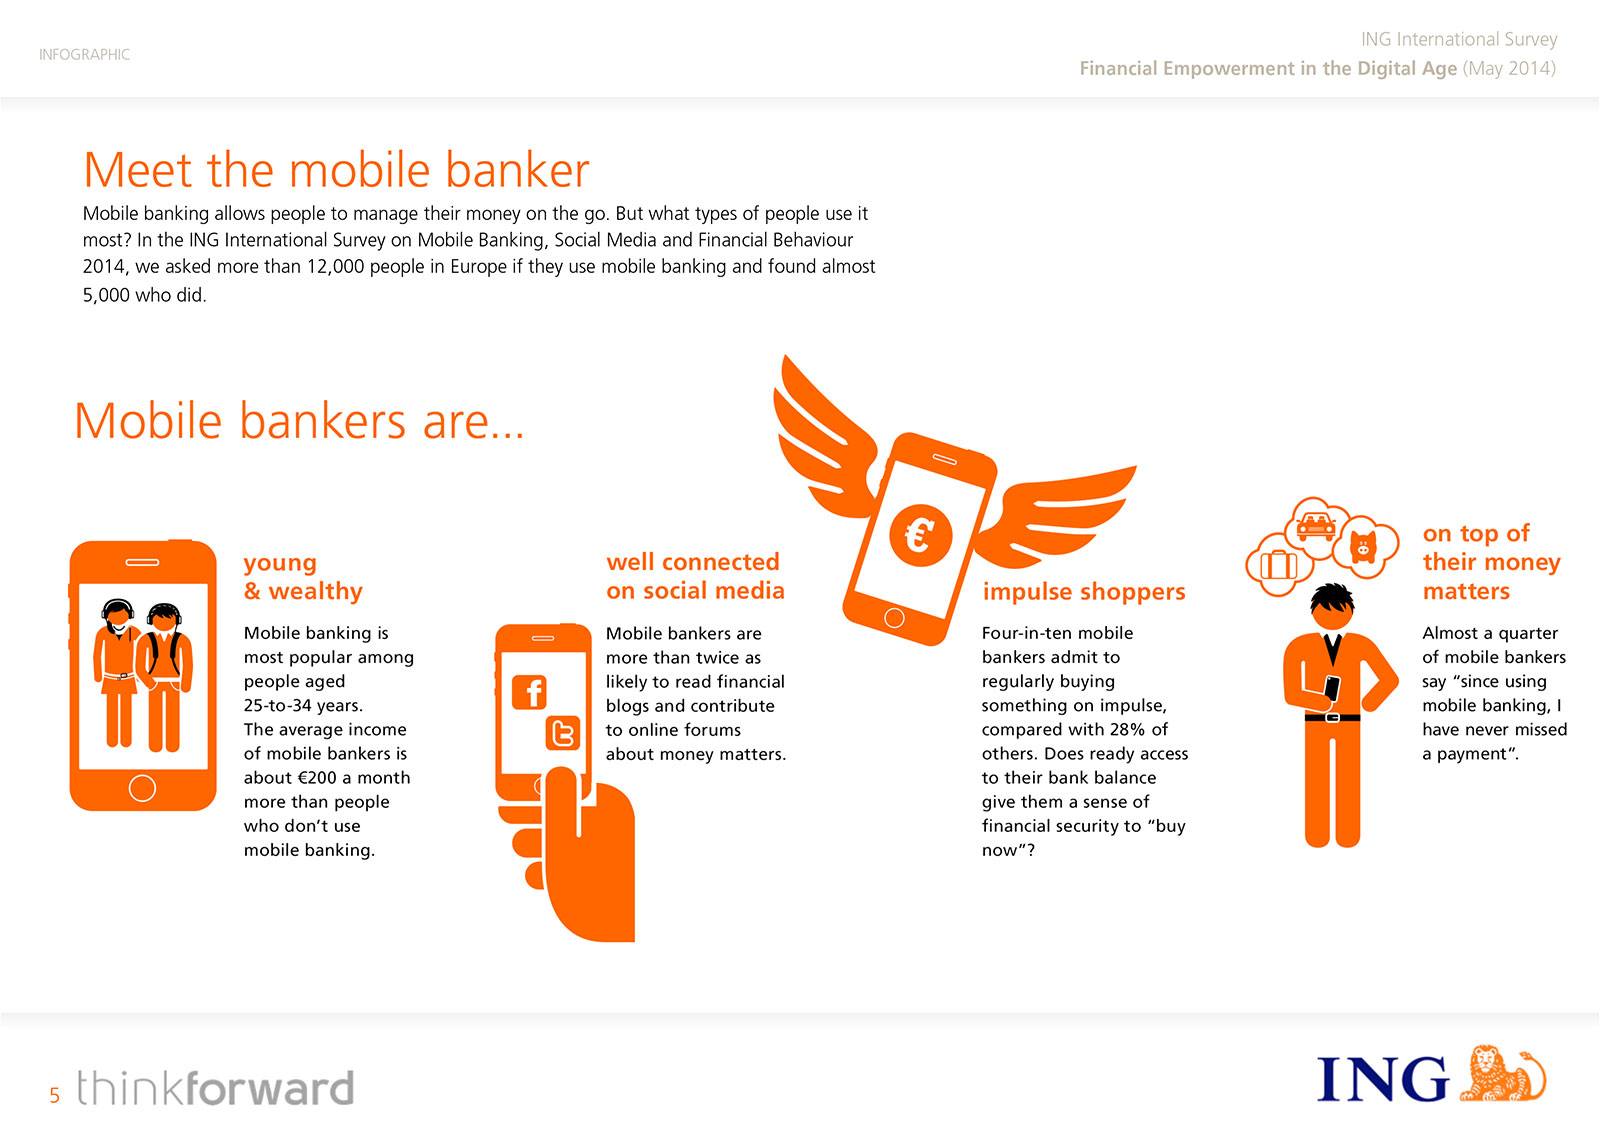 INFOGRAPHIC
ING International Survey
Financial Empowerment in the Digital Age (May 2014)
Meet the mobile banker
Mobile banking allows people to manage their money on the go. But what types of people use it
most? In the ING International Survey on Mobile Banking, Social Media and Financial Behaviour
2014, we asked more than 12,000 people in Europe if they use mobile banking and found almost
5,000 who did.
Mobile bankers are...
young
& wealthy
Mobile banking is
most popular among
people aged
25-to-34 years.
The average income
of mobile bankers is
about €200 a month
more than people
who don’t use
mobile banking.
f
t
well connected
on social media
Mobile bankers are
more than twice as
likely to read financial
blogs and contribute
to online forums
about money matters.
€
impulse shoppers
Four-in-ten mobile
bankers admit to
regularly buying
something on impulse,
compared with 28% of
others. Does ready access
to their bank balance
give them a sense of
financial security to “buy
now”?
on top of
their money
matters
Almost a quarter
of mobile bankers
say “since using
mobile banking, I
have never missed
a payment”.
5 thinkforward
ING